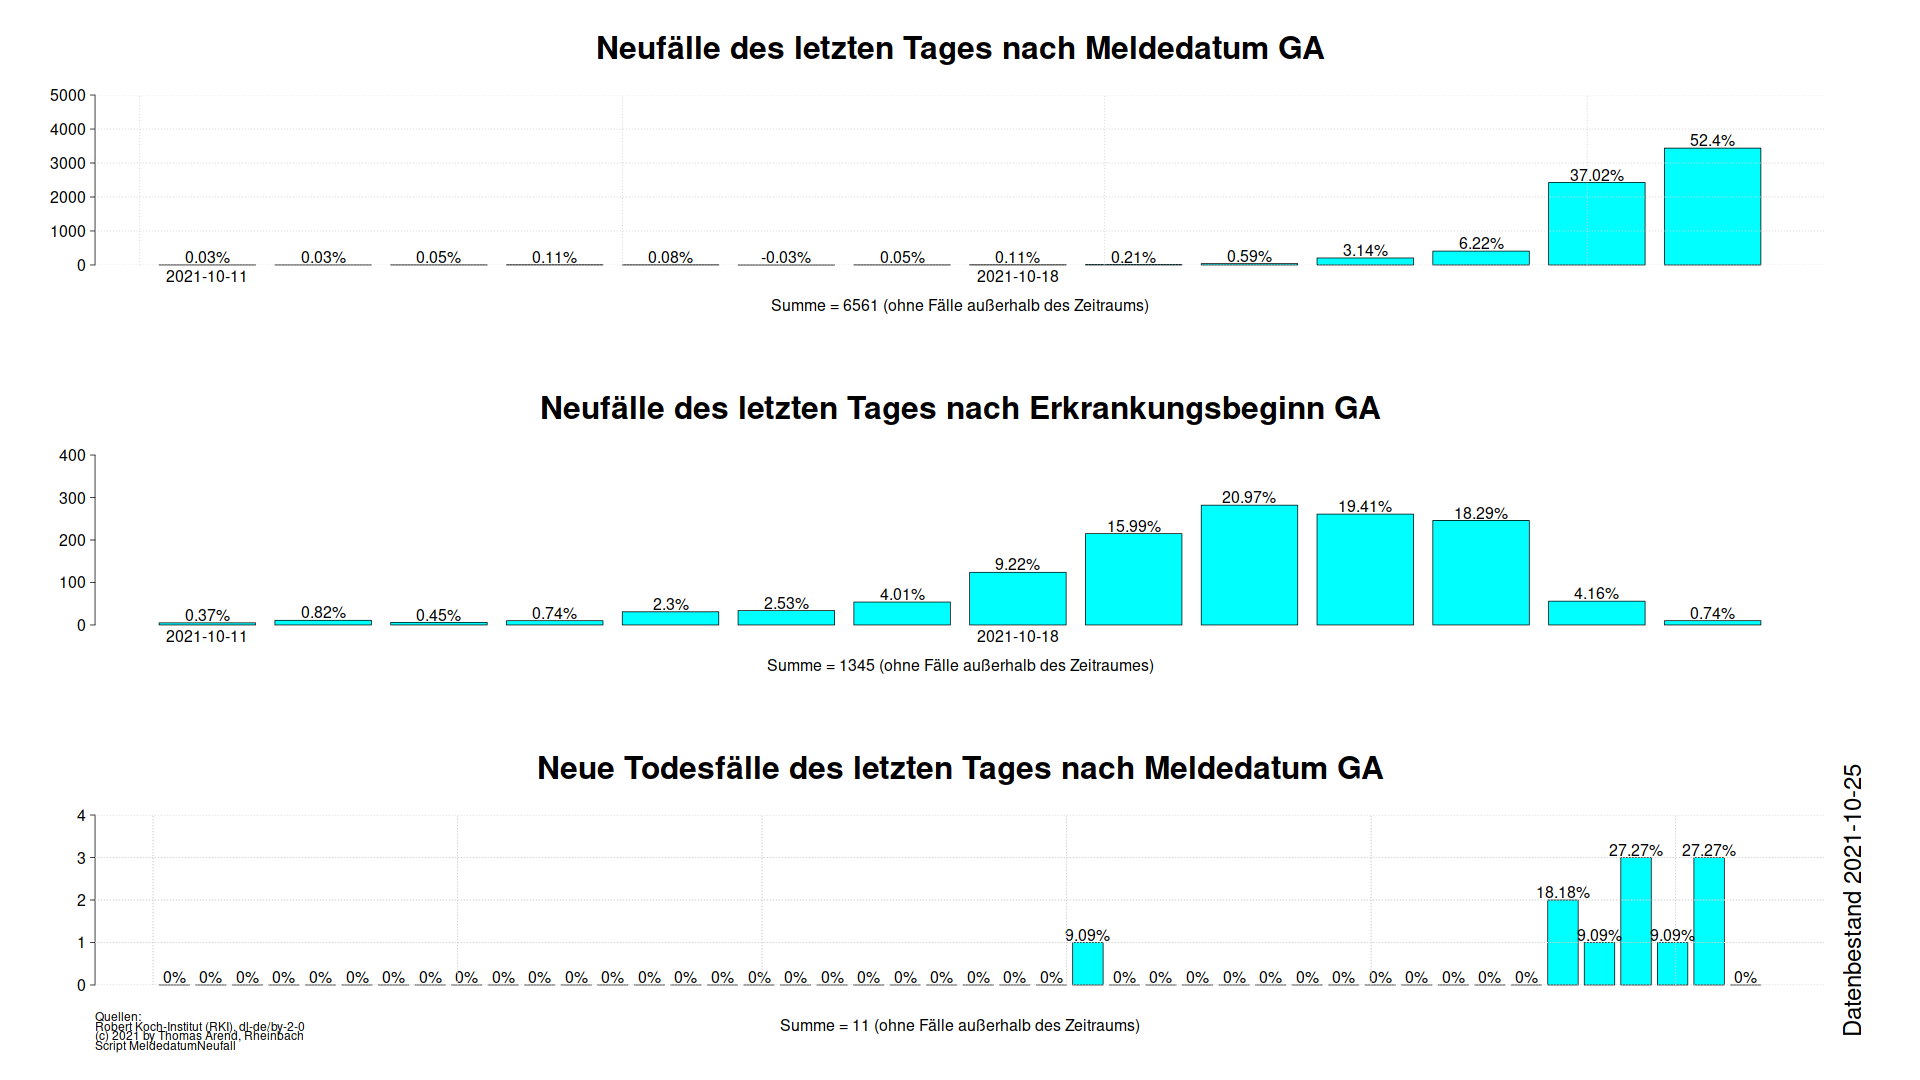 Neufälle des letzten Tages nach Meldedatum GA
5000
4000
3000
2000
1000
0
0.03% 0.03% 0.05% 0.11% 0.08% -0.03% 0.05% 0.11% 0.21% 0.59% 3.14% 6.22% 37.02% 52.4%
2021-10-11 2021-10-18
Summe = 6561 (ohne Fälle außerhalb des Zeitraums)
Neufälle des letzten Tages nach Erkrankungsbeginn GA
400
300
200
100
0
0.37% 0.82% 0.45% 0.74% 2.3% 2.53% 4.01% 9.22% 15.99% 20.97% 19.41% 18.29% 4.16% 0.74%
2021-10-11 2021-10-18
Summe = 1345 (ohne Fälle außerhalb des Zeitraumes)
Neue Todesfälle des letzten Tages nach Meldedatum GA
4
3
2
1
0
0% 0% 0% 0% 0% 0% 0% 0% 0% 0% 0% 0% 0% 0% 0% 0% 0% 0% 0% 0% 0% 0% 0% 0% 0% 9.09% 0% 0% 0% 0% 0% 0% 0% 0% 0% 0% 0% 0% 18.18% 9.09% 27.27% 9.09% 27.27% 0%
Summe = 11 (ohne Fälle außerhalb des Zeitraums)
Quellen:
Robert Koch-Institut (RKI), dl-de/by-2-0
(c) 2021 by Thomas Arend, Rheinbach
Script MeldedatumNeufall
Datenbestand 2021-10-25